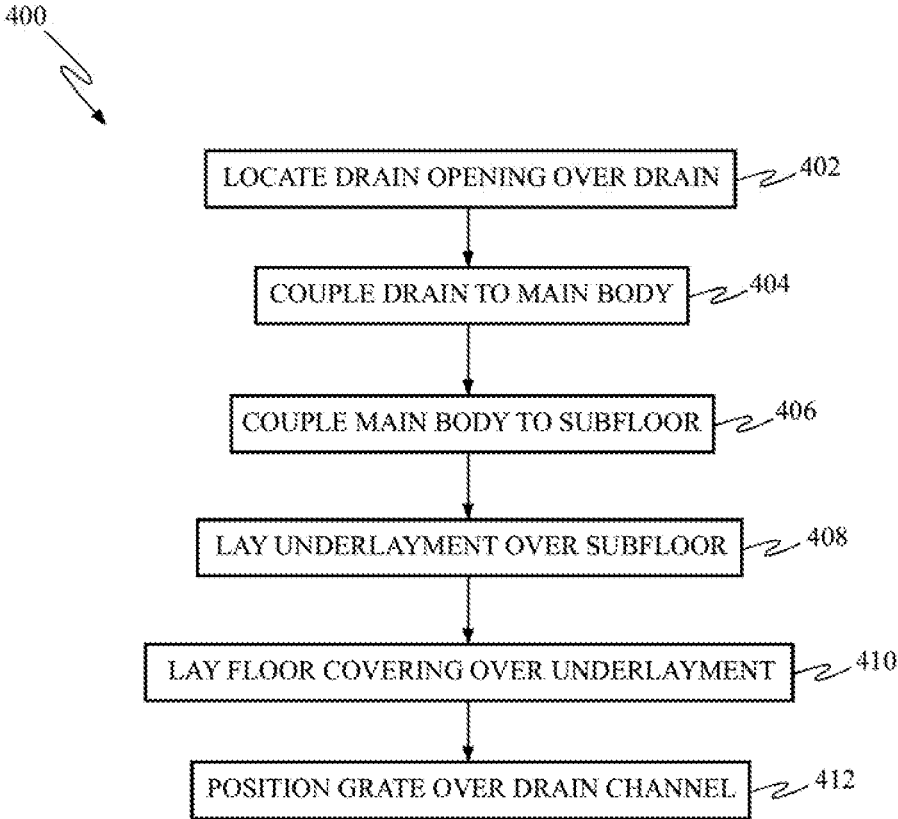 400
LOCATE DRAIN OPENING OVER DRAIN 402
COUPLE DRAIN TO MAIN BODY 404
COUPLE MAIN BODY TO SUBFLOOR 406
LAY UNDERLAYMENT OVER SUBFLOOR 408
LAY FLOOR COVERING OVER UNDERLAYMENT 410
POSITION GRATE OVER DRAIN CHANNEL 412